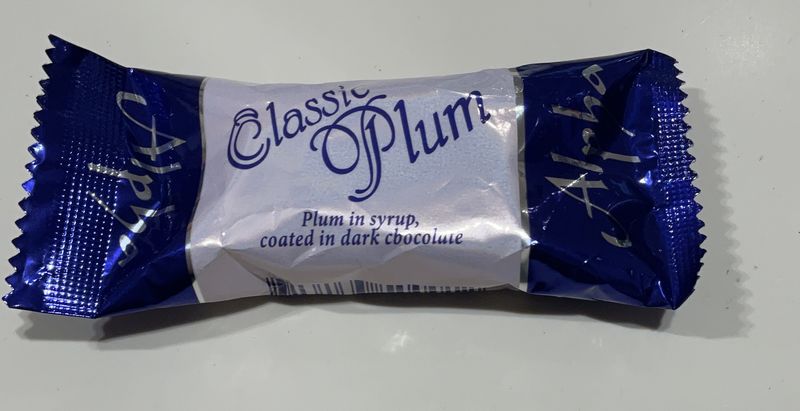 Alpha
Classic
Plum
Plum in syrup,
coated in dark chocolate
Alpha